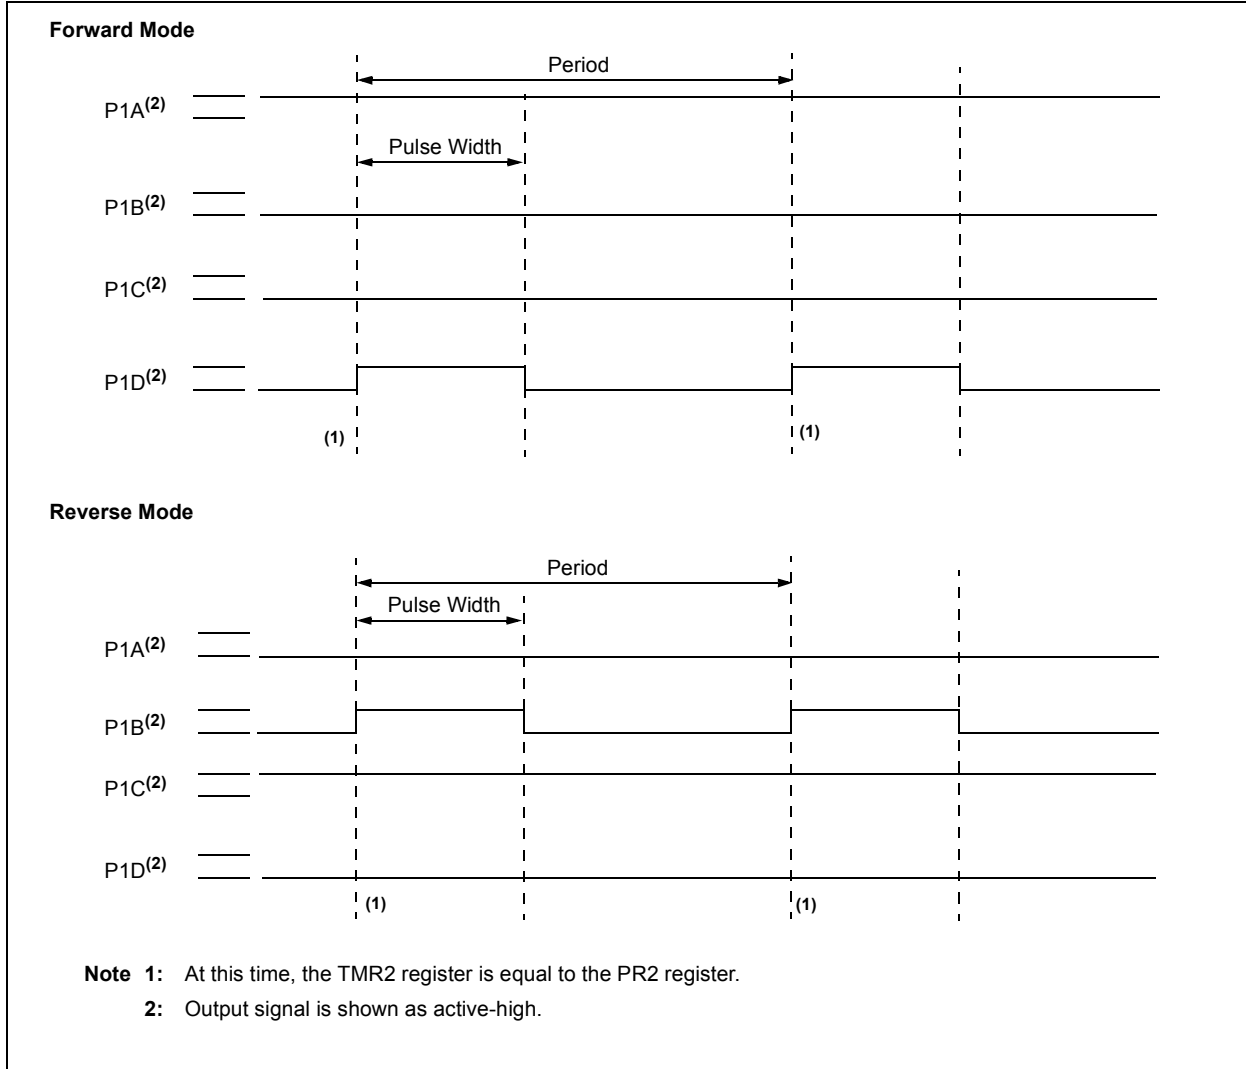 Forward Mode
Period
P1A(2)
Pulse Width
P1B(2)
P1C(2)
P1D(2)
(1)
(1)
Reverse Mode
Period
Pulse Width
P1A(2)
P1B(2)
P1C(2)
P1D(2)
(1)
(1)
Note 1: At this time, the TMR2 register is equal to the PR2 register.
2: Output signal is shown as active-high.